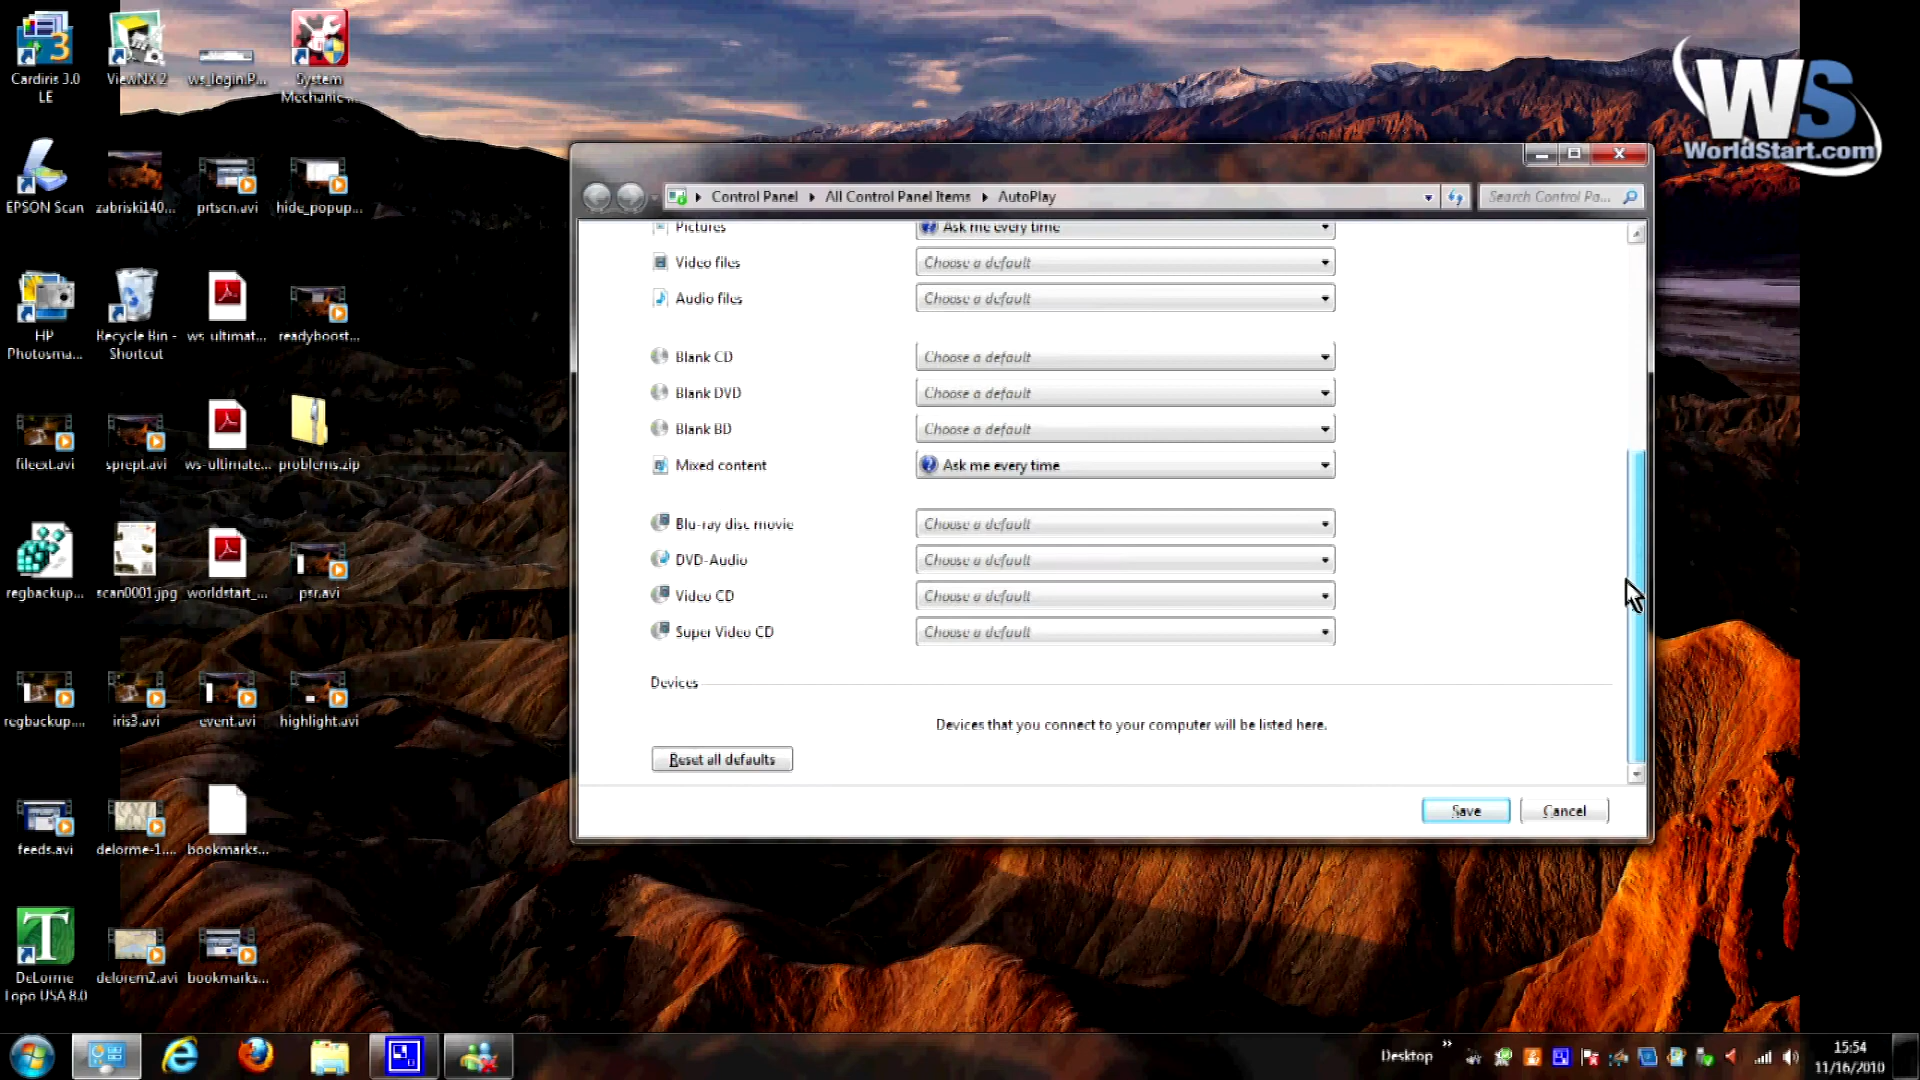 Cardiris 3.0 LE
ViewNX 2
ws_login.P...
System Mechanic ...
WS
WorldStart.com
EPSON Scan
zabriski140...
prtscn.avi
hide_popup...
Control Panel
All Control Panel Items
AutoPlay
Search Control Pa...
Pictures
Ask me every time
Video files
Choose a default
Audio files
Choose a default
HP Photosma...
Recycle Bin - Shortcut
ws_ultimat...
readyboost...
Blank CD
Choose a default
Blank DVD
Choose a default
Blank BD
Choose a default
Mixed content
Ask me every time
fileext.avi
sprept.avi
ws-ultimate...
problems.zip
Blu-ray disc movie
Choose a default
DVD-Audio
Choose a default
Video CD
Choose a default
Super Video CD
Choose a default
regbackup...
scan0001.jpg
worldstart_...
psr.avi
Devices
Devices that you connect to your computer will be listed here.
regbackup....
iris3.avi
event.avi
highlight.avi
Reset all defaults
Save
Cancel
feeds.avi
delorme-1....
bookmarks...
DeLorme Topo USA 8.0
delorem2.avi
bookmarks...
Desktop
15:54
11/16/2010